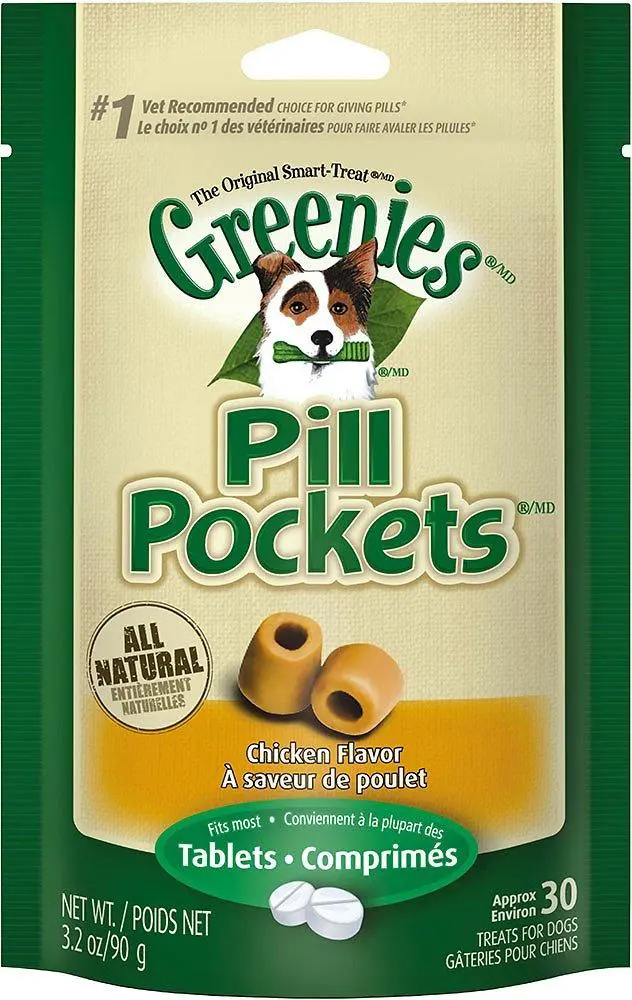 #1 Vet Recommended CHOICE FOR GIVING PILLS*
Le choix nº 1 des vétérinaires POUR FAIRE AVALER LES PILULES*
The Original Smart-Treat ®/MD
Greenies ®/MD
®/MD
Pill
Pockets ®/MD
ALL
NATURAL
ENTIÈREMENT
NATURELLES
Chicken Flavor
À saveur de poulet
Fits most • Conviennent à la plupart des
Tablets • Comprimés
NET WT. / POIDS NET
3.2 oz/90 g
Approx
Environ 30
TREATS FOR DOGS
GÂTERIES POUR CHIENS